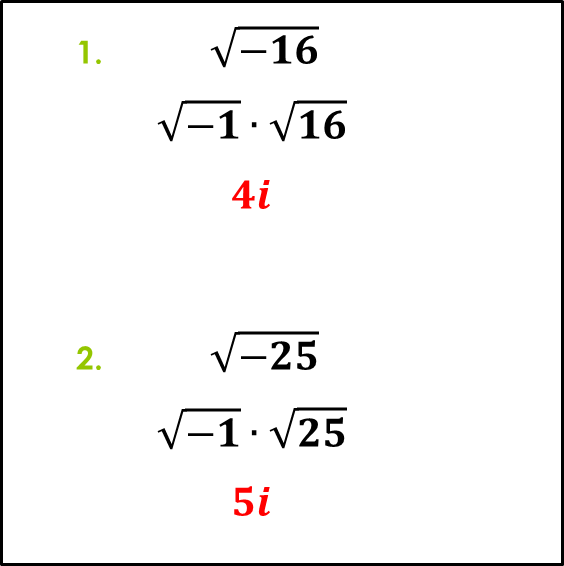 1. √−16
√−1 · √16
4i
2. √−25
√−1 · √25
5i